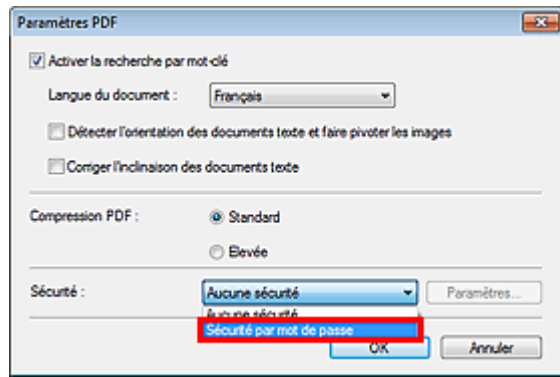 Paramètres PDF
Activer la recherche par mot-clé
Langue du document : Français
Détecter l'orientation des documents texte et faire pivoter les images
Corriger l'inclinaison des documents texte
Compression PDF : Standard
Elevée
Sécurité : Aucune sécurité Paramètres...
Aucune sécurité
Sécurité par mot de passe
OK Annuler